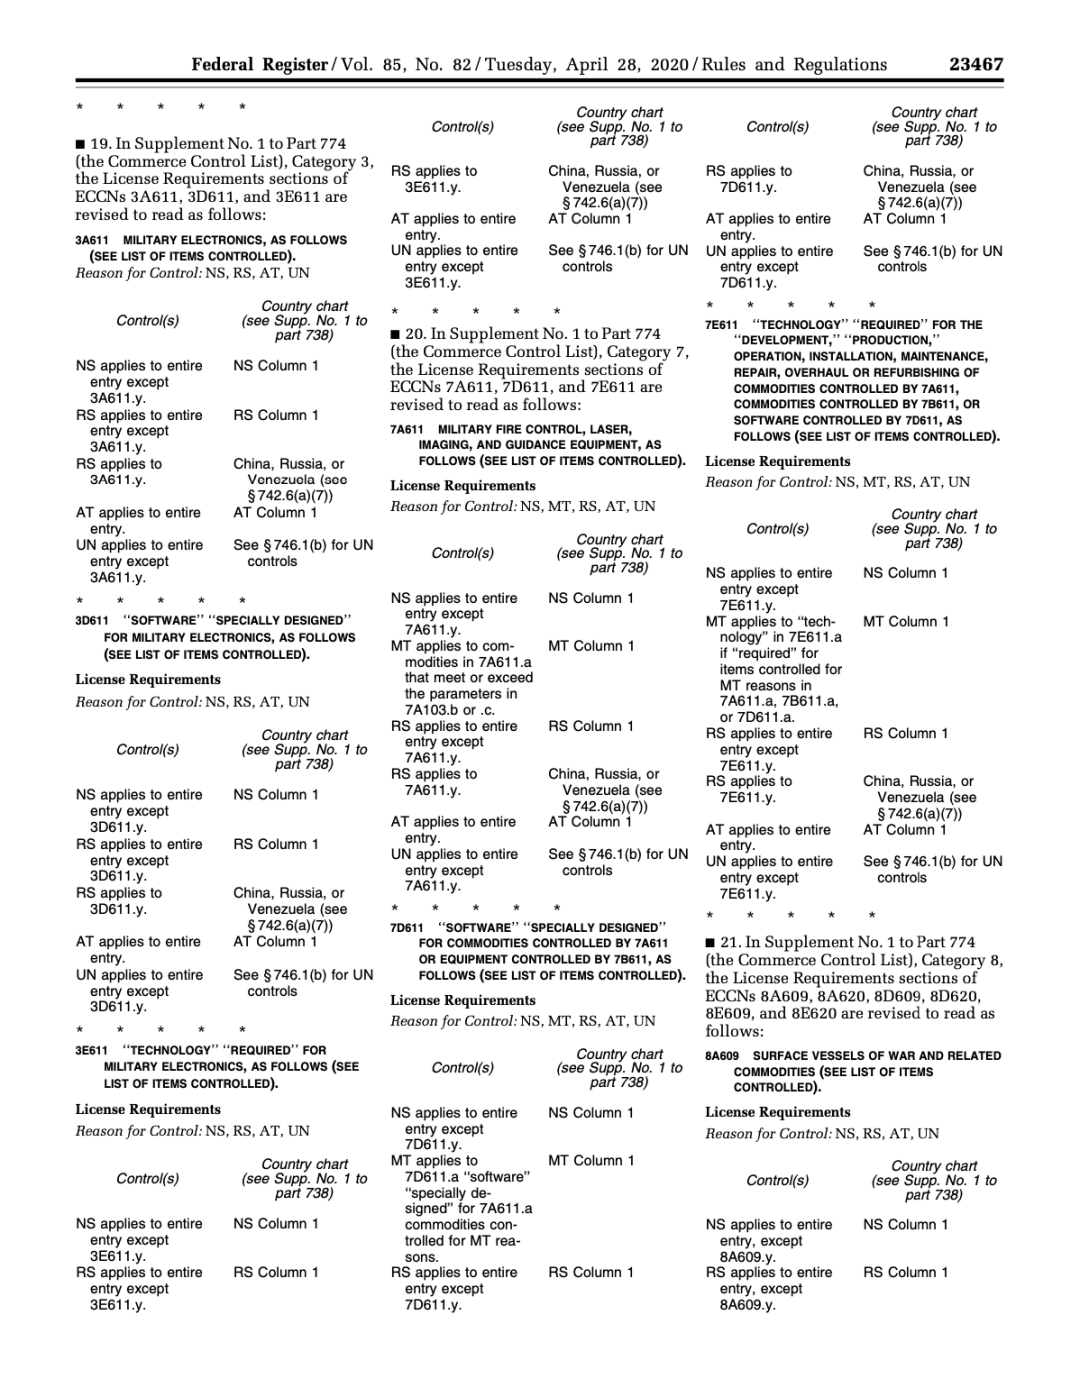 Federal Register / Vol. 85, No. 82 / Tuesday, April 28, 2020 / Rules and Regulations 23467
* * * * *
■ 19. In Supplement No. 1 to Part 774
(the Commerce Control List), Category 3,
the License Requirements sections of
ECCNs 3A611, 3D611, and 3E611 are
revised to read as follows:
3A611 MILITARY ELECTRONICS, AS FOLLOWS
(SEE LIST OF ITEMS CONTROLLED).
Reason for Control: NS, RS, AT, UN
Country chart
Control(s) (see Supp. No. 1 to
part 738)
NS applies to entire NS Column 1
entry except
3A611.y.
RS applies to entire RS Column 1
entry except
3A611.y.
RS applies to China, Russia, or
3A611.y. Venezuela (see
§ 742.6(a)(7))
AT applies to entire AT Column 1
entry.
UN applies to entire See § 746.1(b) for UN
entry except controls
3A611.y.
* * * * *
3D611 ‘‘SOFTWARE’’ ‘‘SPECIALLY DESIGNED’’
FOR MILITARY ELECTRONICS, AS FOLLOWS
(SEE LIST OF ITEMS CONTROLLED).
License Requirements
Reason for Control: NS, RS, AT, UN
Country chart
Control(s) (see Supp. No. 1 to
part 738)
NS applies to entire NS Column 1
entry except
3D611.y.
RS applies to entire RS Column 1
entry except
3D611.y.
RS applies to China, Russia, or
3D611.y. Venezuela (see
§ 742.6(a)(7))
AT applies to entire AT Column 1
entry.
UN applies to entire See § 746.1(b) for UN
entry except controls
3D611.y.
* * * * *
3E611 ‘‘TECHNOLOGY’’ ‘‘REQUIRED’’ FOR
MILITARY ELECTRONICS, AS FOLLOWS (SEE
LIST OF ITEMS CONTROLLED).
License Requirements
Reason for Control: NS, RS, AT, UN
Country chart
Control(s) (see Supp. No. 1 to
part 738)
NS applies to entire NS Column 1
entry except
3E611.y.
RS applies to entire RS Column 1
entry except
3E611.y.
Country chart
Control(s) (see Supp. No. 1 to
part 738)
RS applies to China, Russia, or
3E611.y. Venezuela (see
§ 742.6(a)(7))
AT applies to entire AT Column 1
entry.
UN applies to entire See § 746.1(b) for UN
entry except controls
3E611.y.
* * * * *
■ 20. In Supplement No. 1 to Part 774
(the Commerce Control List), Category 7,
the License Requirements sections of
ECCNs 7A611, 7D611, and 7E611 are
revised to read as follows:
7A611 MILITARY FIRE CONTROL, LASER,
IMAGING, AND GUIDANCE EQUIPMENT, AS
FOLLOWS (SEE LIST OF ITEMS CONTROLLED).
License Requirements
Reason for Control: NS, MT, RS, AT, UN
Country chart
Control(s) (see Supp. No. 1 to
part 738)
NS applies to entire NS Column 1
entry except
7A611.y.
MT applies to com- MT Column 1
modities in 7A611.a
that meet or exceed
the parameters in
7A103.b or .c.
RS applies to entire RS Column 1
entry except
7A611.y.
RS applies to China, Russia, or
7A611.y. Venezuela (see
§ 742.6(a)(7))
AT applies to entire AT Column 1
entry.
UN applies to entire See § 746.1(b) for UN
entry except controls
7A611.y.
* * * * *
7D611 ‘‘SOFTWARE’’ ‘‘SPECIALLY DESIGNED’’
FOR COMMODITIES CONTROLLED BY 7A611
OR EQUIPMENT CONTROLLED BY 7B611, AS
FOLLOWS (SEE LIST OF ITEMS CONTROLLED).
License Requirements
Reason for Control: NS, MT, RS, AT, UN
Country chart
Control(s) (see Supp. No. 1 to
part 738)
NS applies to entire NS Column 1
entry except
7D611.y.
MT applies to MT Column 1
7D611.a “software”
“specially de-
signed” for 7A611.a
commodities con-
trolled for MT rea-
sons.
RS applies to entire RS Column 1
entry except
7D611.y.
Country chart
Control(s) (see Supp. No. 1 to
part 738)
RS applies to China, Russia, or
7D611.y. Venezuela (see
§ 742.6(a)(7))
AT applies to entire AT Column 1
entry.
UN applies to entire See § 746.1(b) for UN
entry except controls
7D611.y.
* * * * *
7E611 ‘‘TECHNOLOGY’’ ‘‘REQUIRED’’ FOR THE
‘‘DEVELOPMENT,’’ ‘‘PRODUCTION,’’
OPERATION, INSTALLATION, MAINTENANCE,
REPAIR, OVERHAUL OR REFURBISHING OF
COMMODITIES CONTROLLED BY 7A611,
COMMODITIES CONTROLLED BY 7B611, OR
SOFTWARE CONTROLLED BY 7D611, AS
FOLLOWS (SEE LIST OF ITEMS CONTROLLED).
License Requirements
Reason for Control: NS, MT, RS, AT, UN
Country chart
Control(s) (see Supp. No. 1 to
part 738)
NS applies to entire NS Column 1
entry except
7E611.y.
MT applies to “tech- MT Column 1
nology” in 7E611.a
if “required” for
items controlled for
MT reasons in
7A611.a, 7B611.a,
or 7D611.a.
RS applies to entire RS Column 1
entry except
7E611.y.
RS applies to China, Russia, or
7E611.y. Venezuela (see
§ 742.6(a)(7))
AT applies to entire AT Column 1
entry.
UN applies to entire See § 746.1(b) for UN
entry except controls
7E611.y.
* * * * *
■ 21. In Supplement No. 1 to Part 774
(the Commerce Control List), Category 8,
the License Requirements sections of
ECCNs 8A609, 8A620, 8D609, 8D620,
8E609, and 8E620 are revised to read as
follows:
8A609 SURFACE VESSELS OF WAR AND RELATED
COMMODITIES (SEE LIST OF ITEMS
CONTROLLED).
License Requirements
Reason for Control: NS, RS, AT, UN
Country chart
Control(s) (see Supp. No. 1 to
part 738)
NS applies to entire NS Column 1
entry, except
8A609.y.
RS applies to entire RS Column 1
entry, except
8A609.y.